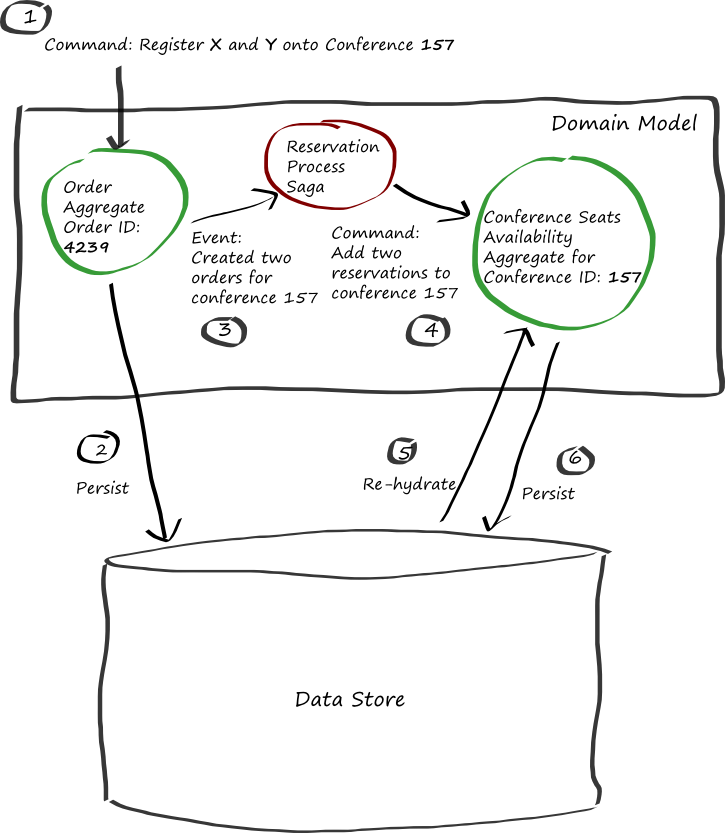 1
Command: Register X and Y onto Conference 157
Domain Model
Order
Aggregate
Order ID:
4239
Reservation
Process
Saga
Conference Seats
Availability
Aggregate for
Conference ID: 157
Event:
Created two
orders for
conference 157
3
Command:
Add two
reservations to
conference 157
4
2
Persist
5
Re-hydrate
6
Persist
Data Store